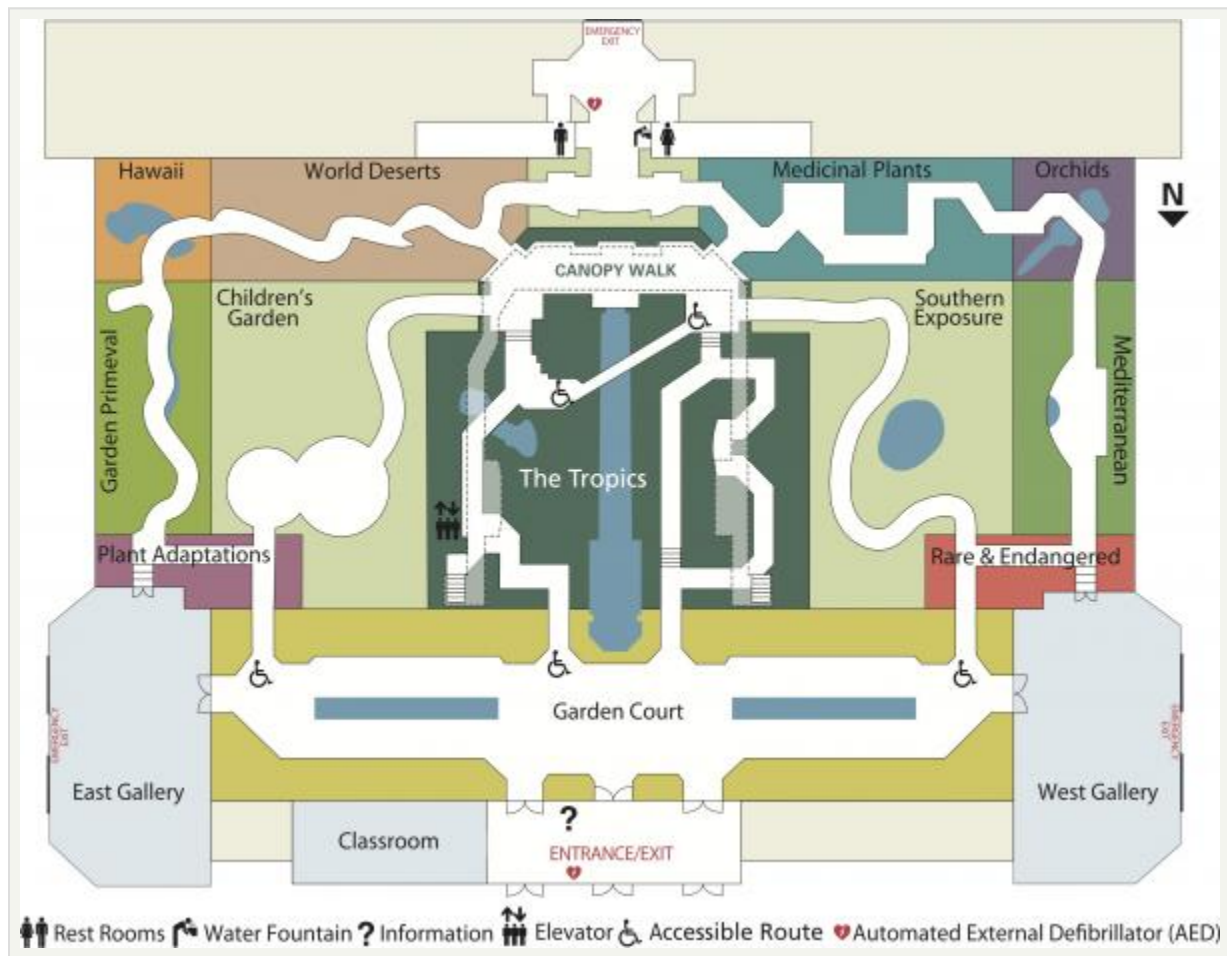 EMERGENCY
EXIT
Hawaii
World Deserts
Medicinal Plants
Orchids
N
CANOPY WALK
Children's
Garden
Southern
Exposure
Garden Primeval
Mediterranean
The Tropics
Plant Adaptations
Rare & Endangered
Garden Court
EMERGENCY
EXIT
EMERGENCY
EXIT
East Gallery
West Gallery
?
Classroom
ENTRANCE/EXIT
Rest Rooms Water Fountain ? Information Elevator Accessible Route Automated External Defibrillator (AED)